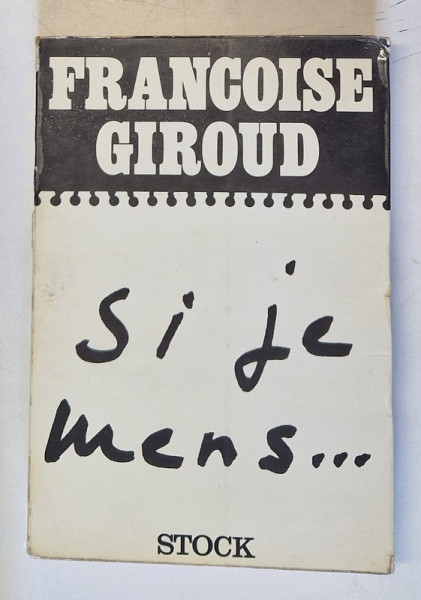 FRANCOISE
GIROUD
Si je
mens...
STOCK